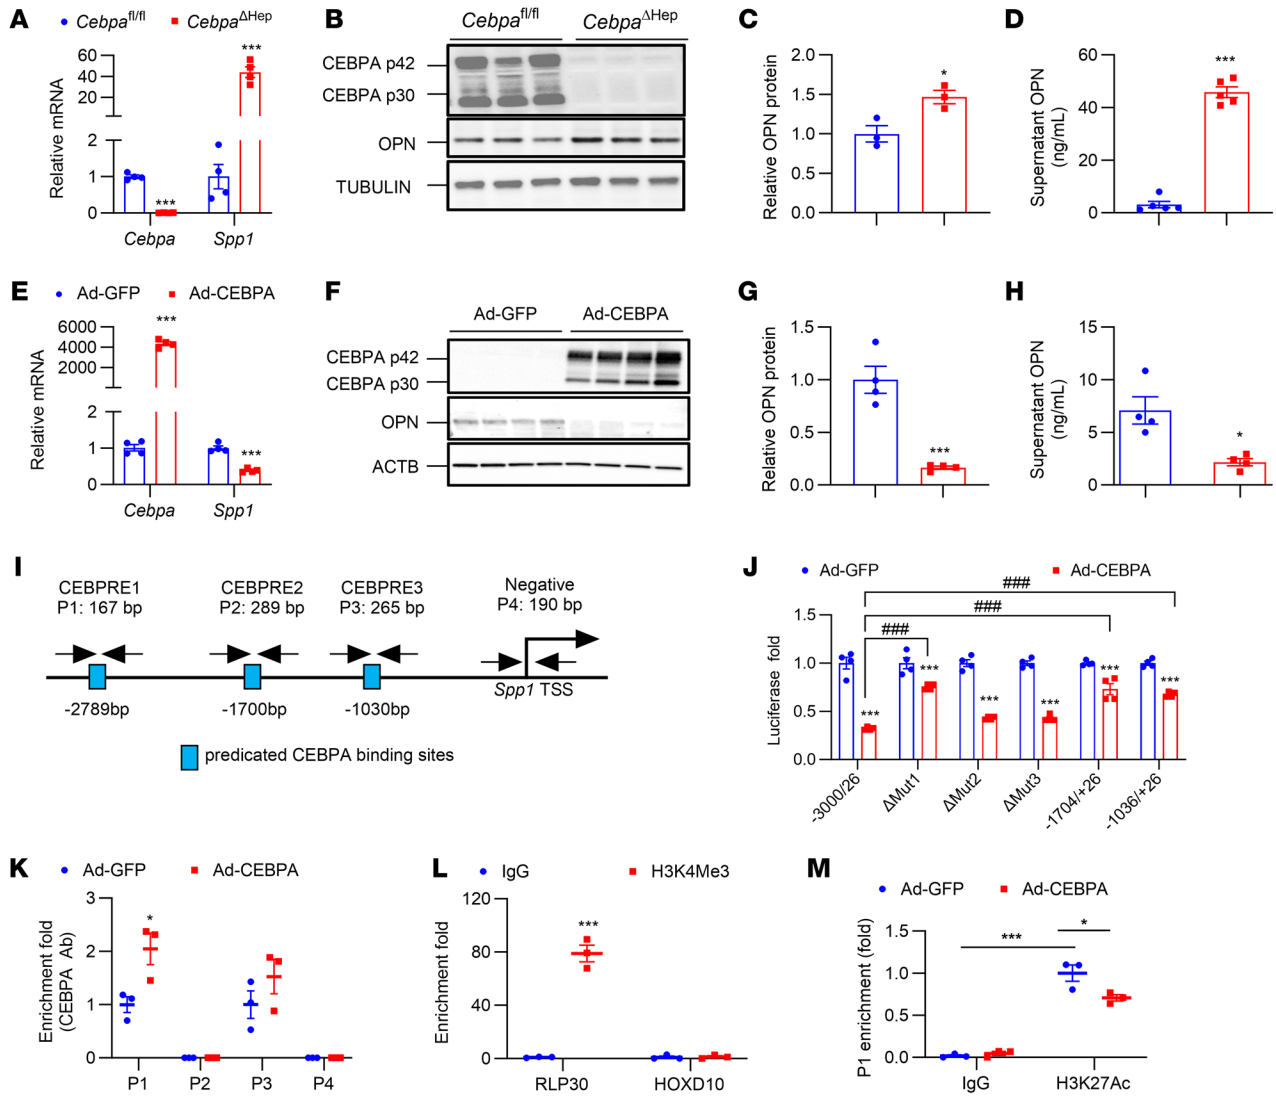 A
Cebpafl/fl
CebpaΔHep
Relative mRNA
60
40
20
2
1
0
***
***
Cebpa
Spp1
B
Cebpafl/fl
CebpaΔHep
CEBPA p42
CEBPA p30
OPN
TUBULIN
C
Relative OPN protein
2.0
1.5
1.0
0.5
0.0
*
D
Supernatant OPN
(ng/mL)
60
40
20
0
***
E
Ad-GFP
Ad-CEBPA
Relative mRNA
6000
4000
2000
2
1
0
***
***
Cebpa
Spp1
F
Ad-GFP
Ad-CEBPA
CEBPA p42
CEBPA p30
OPN
ACTB
G
Relative OPN protein
1.5
1.0
0.5
0.0
***
H
Supernatant OPN
(ng/mL)
15
10
5
0
*
I
CEBPRE1
P1: 167 bp
CEBPRE2
P2: 289 bp
CEBPRE3
P3: 265 bp
Negative
P4: 190 bp
-2789bp
-1700bp
-1030bp
Spp1 TSS
predicated CEBPA binding sites
J
Ad-GFP
Ad-CEBPA
Luciferase fold
1.5
1.0
0.5
0.0
###
###
###
***
***
***
***
***
***
-3000/26
ΔMut1
ΔMut2
ΔMut3
-1704/+26
-1036/+26
K
Ad-GFP
Ad-CEBPA
Enrichment fold
(CEBPA Ab)
3
2
1
0
*
P1
P2
P3
P4
L
IgG
H3K4Me3
Enrichment fold
120
80
40
0
***
RLP30
HOXD10
M
Ad-GFP
Ad-CEBPA
P1 enrichment (fold)
1.5
1.0
0.5
0.0
***
*
IgG
H3K27Ac